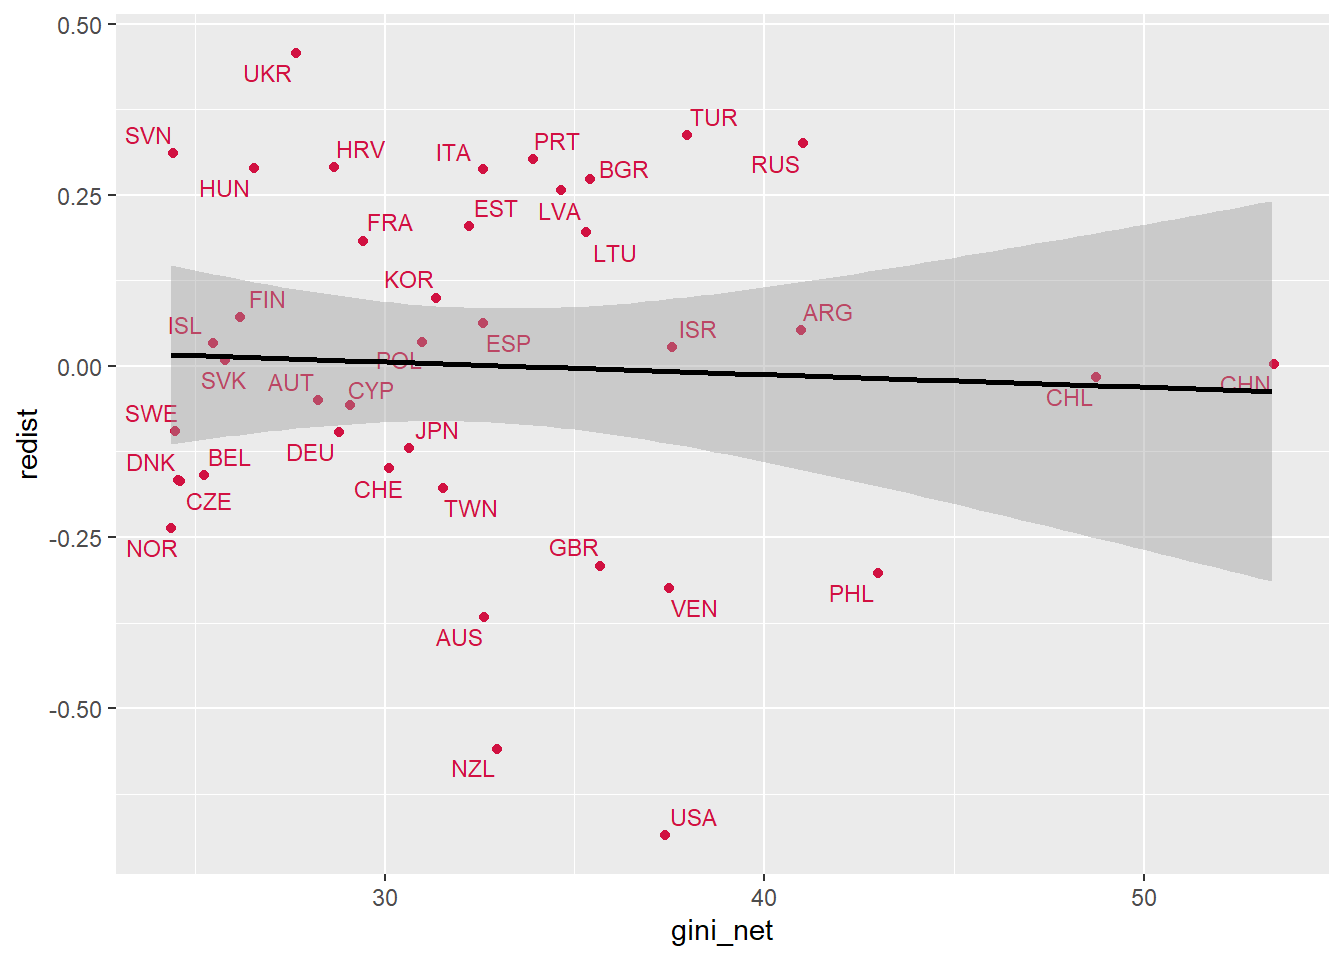 0.50
UKR
TUR
SVN
PRT
HRV
ITA
RUS
BGR
HUN
0.25
EST
LVA
FRA
LTU
KOR
FIN
ARG
ISL
ISR
ESP
POL
0.00
SVK
AUT
CHN
CYP
CHL
SWE
JPN
DEU
BEL
DNK
CHE
CZE
TWN
-0.25
NOR
GBR
PHL
VEN
AUS
-0.50
NZL
USA
30
40
50
gini_net
redist